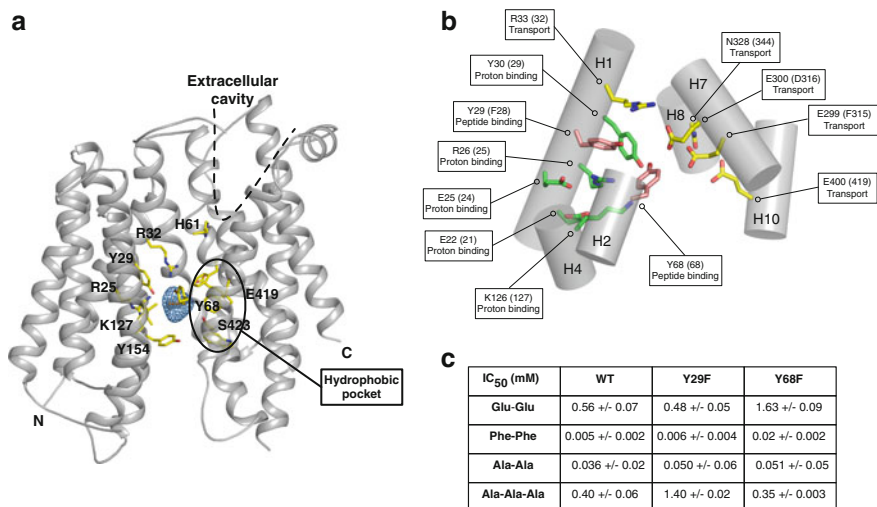 a
Extracellular
cavity
H61
R32
Y29
R25
Y68
E419
K127
S423
Y154
C
Hydrophobic
pocket
N
b
R33 (32)
Transport
H1
Y30 (29)
Proton binding
Y29 (F28)
Peptide binding
R26 (25)
Proton binding
E25 (24)
Proton binding
E22 (21)
Proton binding
K126 (127)
Proton binding
H4
H2
Y68 (68)
Peptide binding
H7
H8
N328 (344)
Transport
E300 (D316)
Transport
E299 (F315)
Transport
E400 (419)
Transport
H10
c
IC50 (mM) WT Y29F Y68F
Glu-Glu 0.56 +/- 0.07 0.48 +/- 0.05 1.63 +/- 0.09
Phe-Phe 0.005 +/- 0.002 0.006 +/- 0.004 0.02 +/- 0.002
Ala-Ala 0.036 +/- 0.02 0.050 +/- 0.06 0.051 +/- 0.05
Ala-Ala-Ala 0.40 +/- 0.06 1.40 +/- 0.02 0.35 +/- 0.003